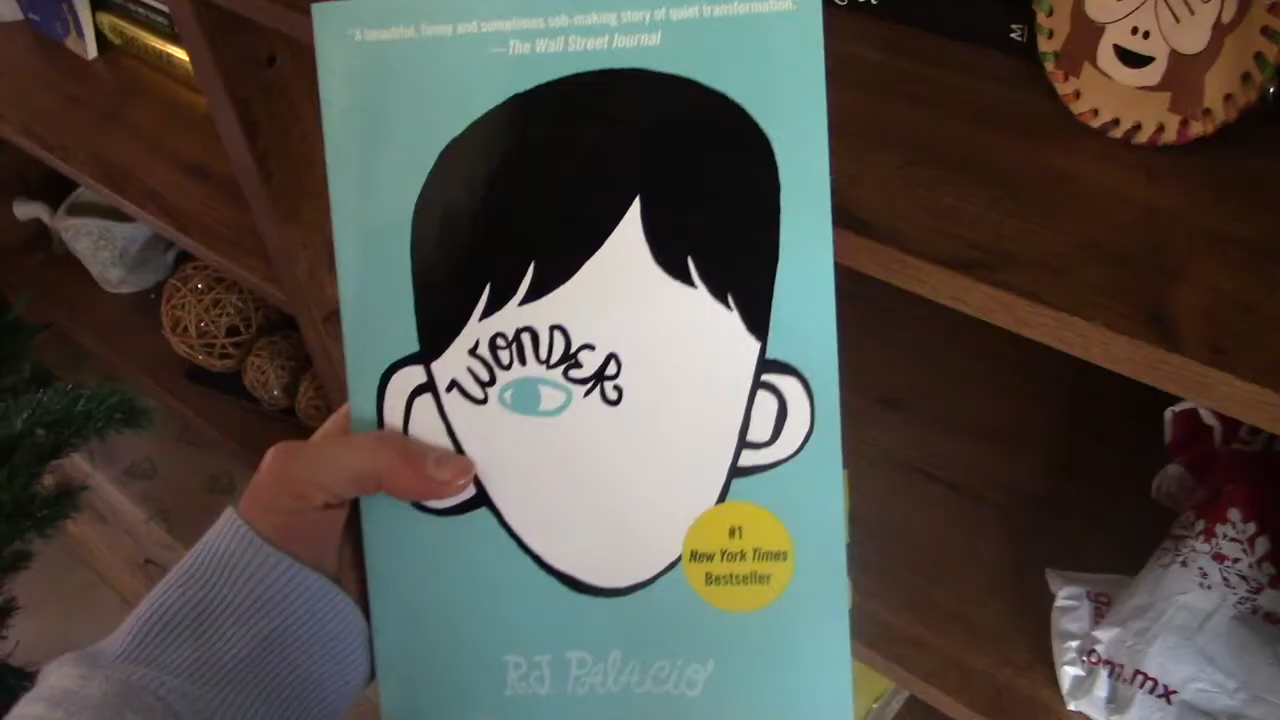 "A beautiful, funny and sometimes sob-making story of quiet transformation."
—The Wall Street Journal
WONDER
#1
New York Times
Bestseller
R.J. Palacio
om.mx